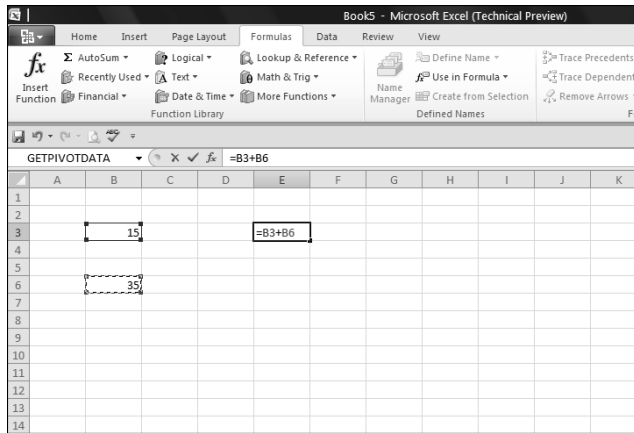 Book5 - Microsoft Excel (Technical Preview)
Home Insert Page Layout Formulas Data Review View
fx Insert Function
Σ AutoSum
Recently Used
Financial
Logical
Text
Date & Time
Lookup & Reference
Math & Trig
More Functions
Function Library
Name Manager
Define Name
Use in Formula
Create from Selection
Defined Names
Trace Precedents
Trace Dependent
Remove Arrows
F
GETPIVOTDATA fx =B3+B6
A B C D E F G H I J K
1
2
3 15 =B3+B6
4
5
6 35
7
8
9
10
11
12
13
14